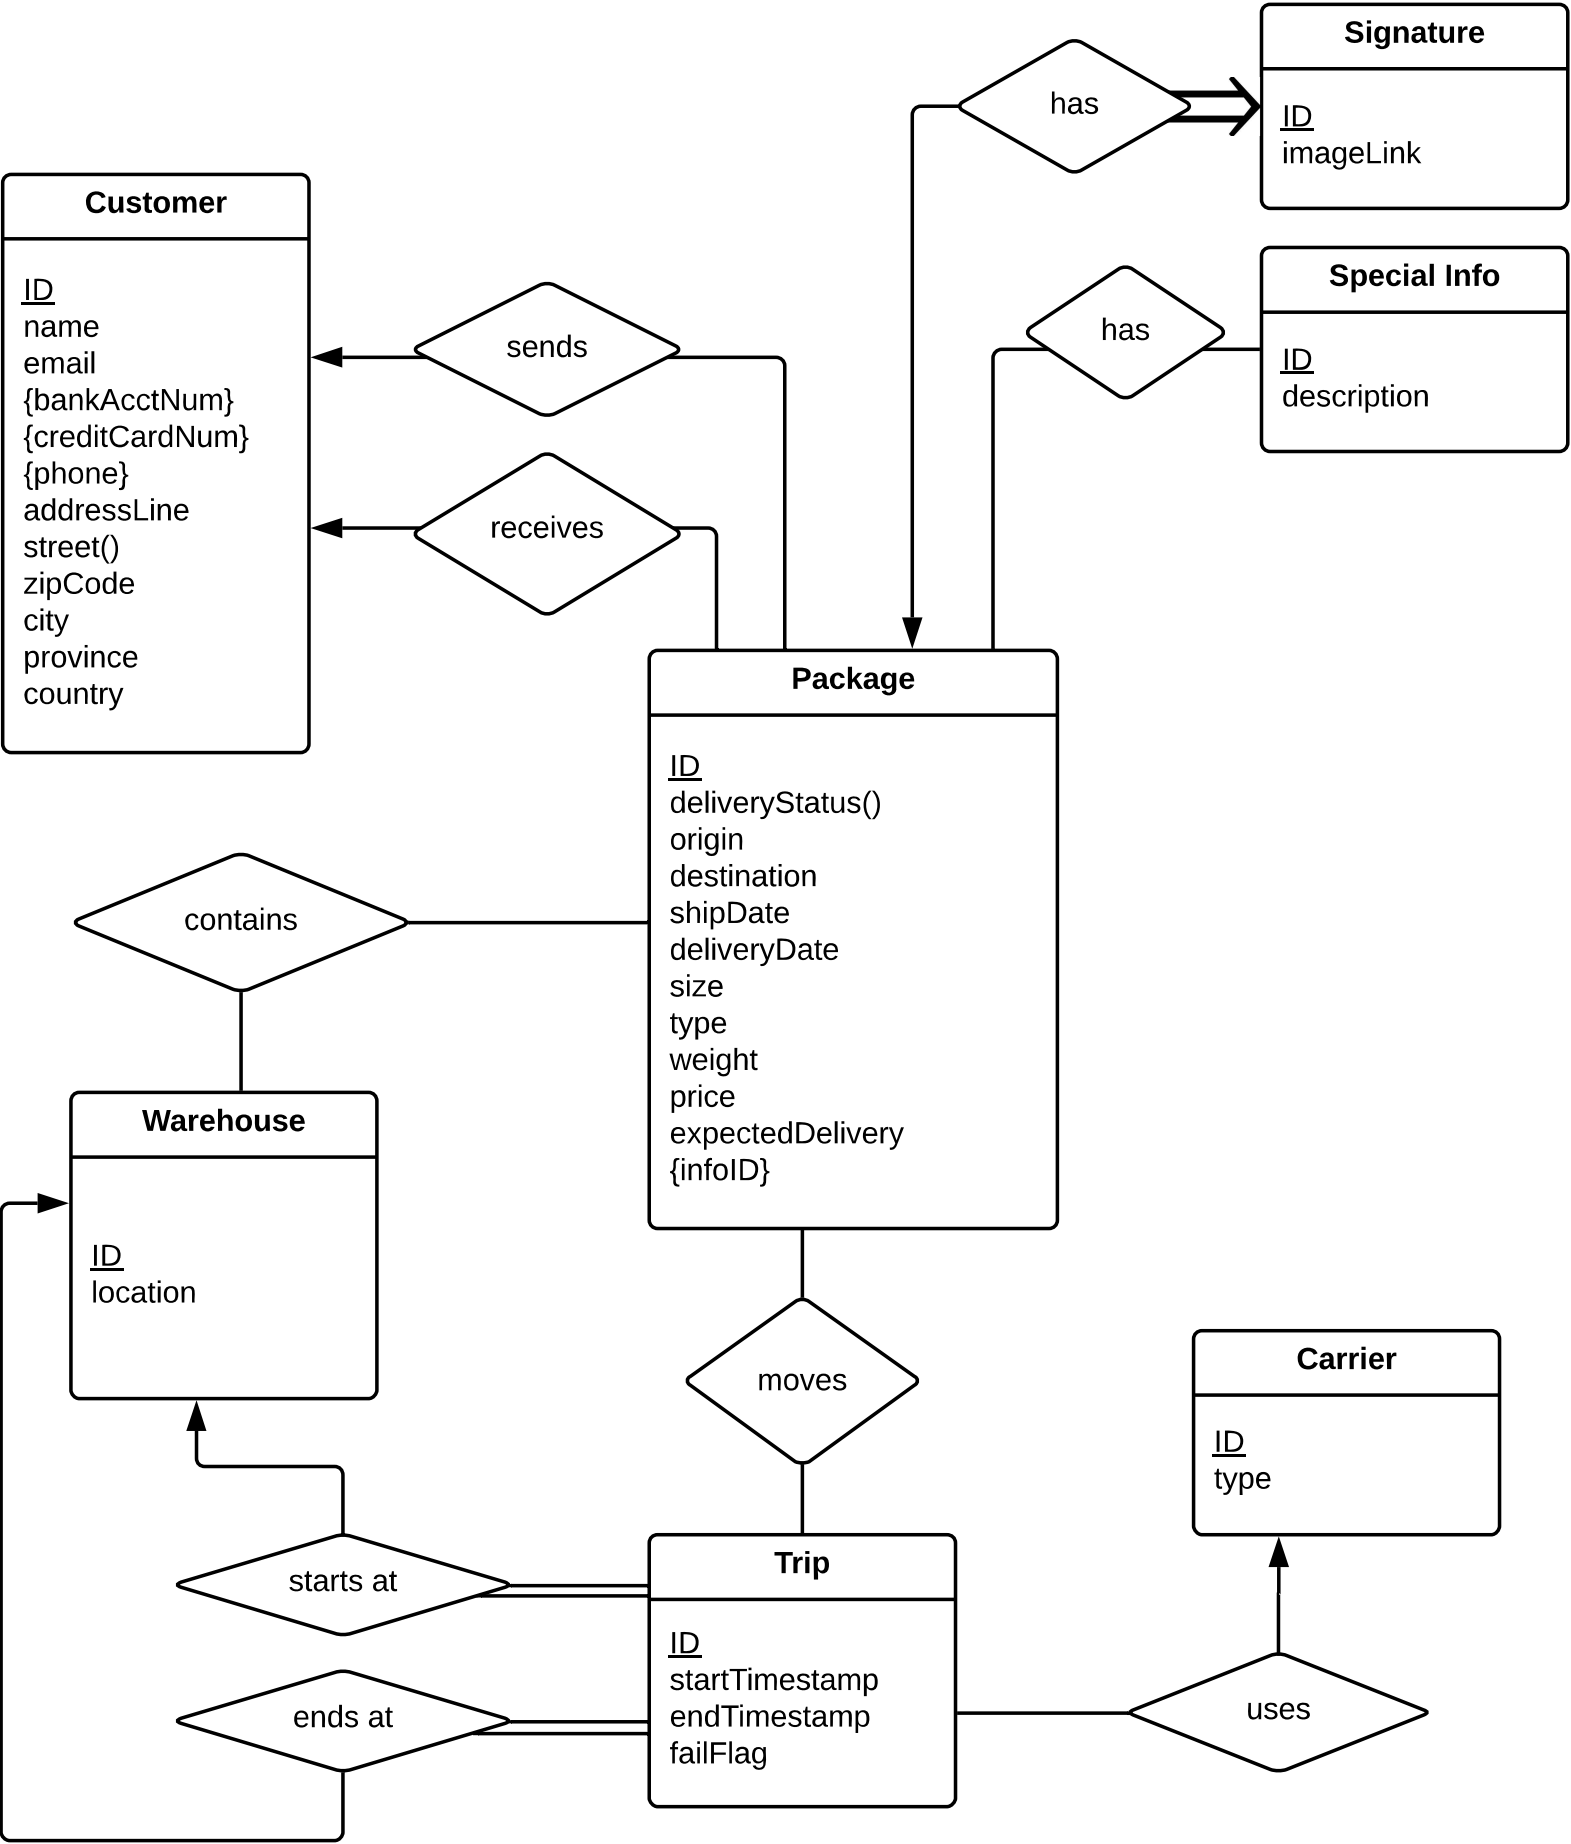 Signature
ID
imageLink
has
Customer
ID
name
email
{bankAcctNum}
{creditCardNum}
{phone}
addressLine
street()
zipCode
city
province
country
sends
receives
has
Special Info
ID
description
Package
ID
deliveryStatus()
origin
destination
shipDate
deliveryDate
size
type
weight
price
expectedDelivery
{infoID}
contains
Warehouse
ID
location
moves
Carrier
ID
type
starts at
ends at
Trip
ID
startTimestamp
endTimestamp
failFlag
uses